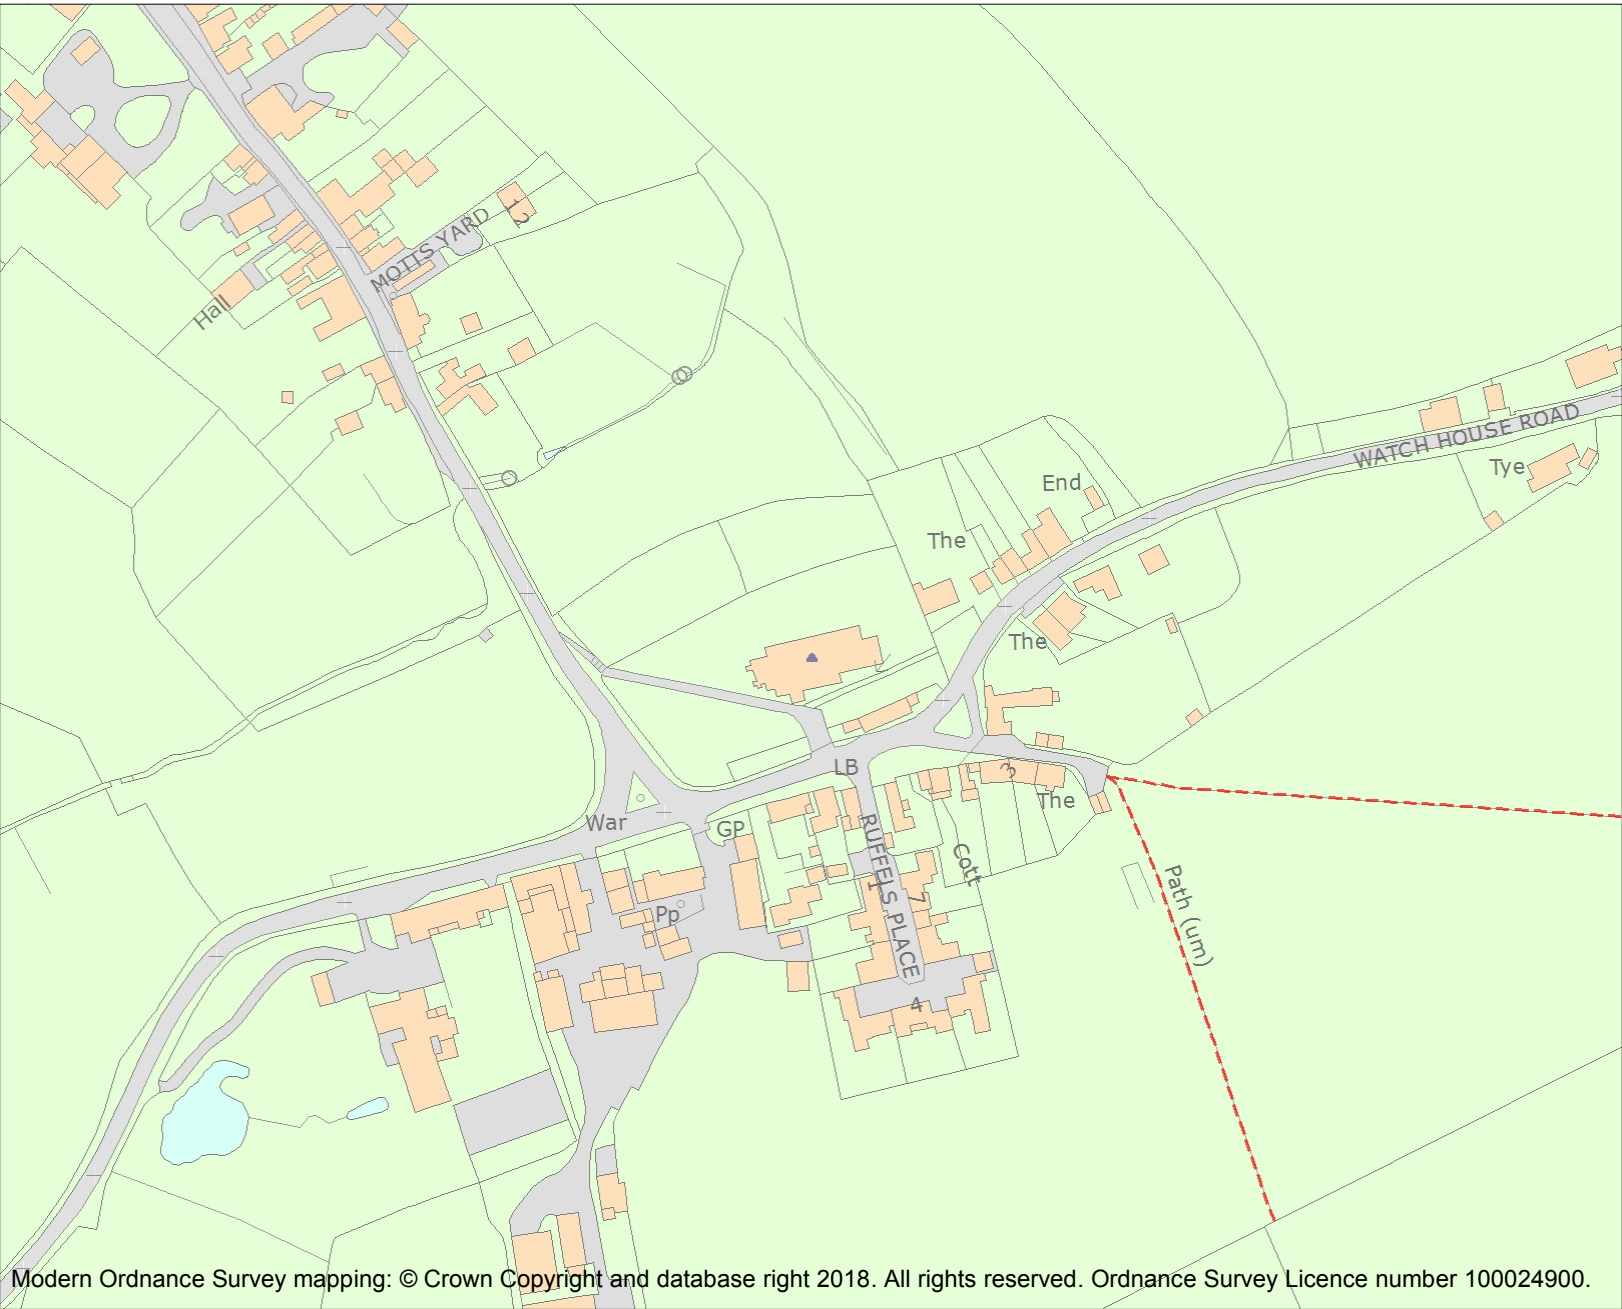 MOTTS YARD
1
2
Hall
WATCH HOUSE ROAD
Tye
End
The
The
LB
3
The
War
GP
RUFFELS PLACE
Cott
Path (um)
1
7
Pp
4
Modern Ordnance Survey mapping: © Crown Copyright and database right 2018. All rights reserved. Ordnance Survey Licence number 100024900.